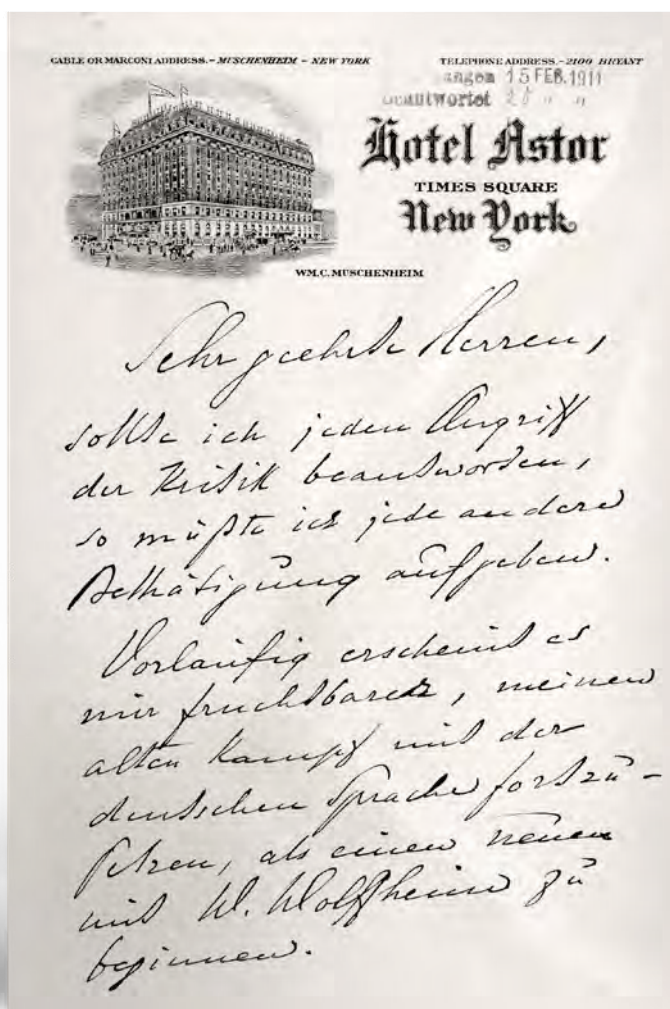 CABLE OR MARCONI ADDRESS.–MUSCHENHEIM – NEW YORK
TELEPHONE ADDRESS.–2100 BRYANT
15 FEB. 1911
beantwortet
Hotel Astor
TIMES SQUARE
New York
WM. C. MUSCHENHEIM
Sehr geehrte Herren,
sollte ich jeden Angriff
der Kritik beantworten,
so müßte ich jede andere
Bethätigung aufgeben.
Vorläufig erscheint es
mir fruchtbarer, meinen
alten Kampf mit der
deutschen Sprache fortzu-
setzen, als einen neuen
mit W. Wolffheim zu
beginnen.